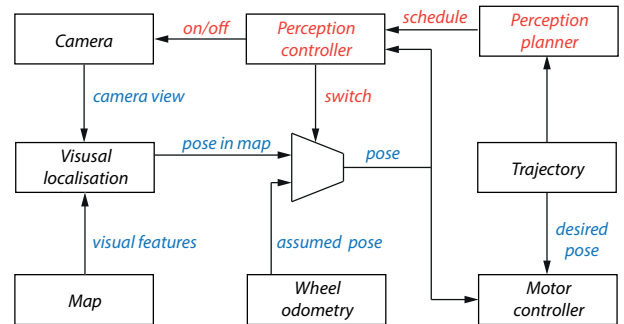 Camera
on/off
Perception
controller
schedule
Perception
planner
camera view
switch
Visusal
localisation
pose in map
pose
Trajectory
visual features
assumed pose
desired
pose
Map
Wheel
odometry
Motor
controller